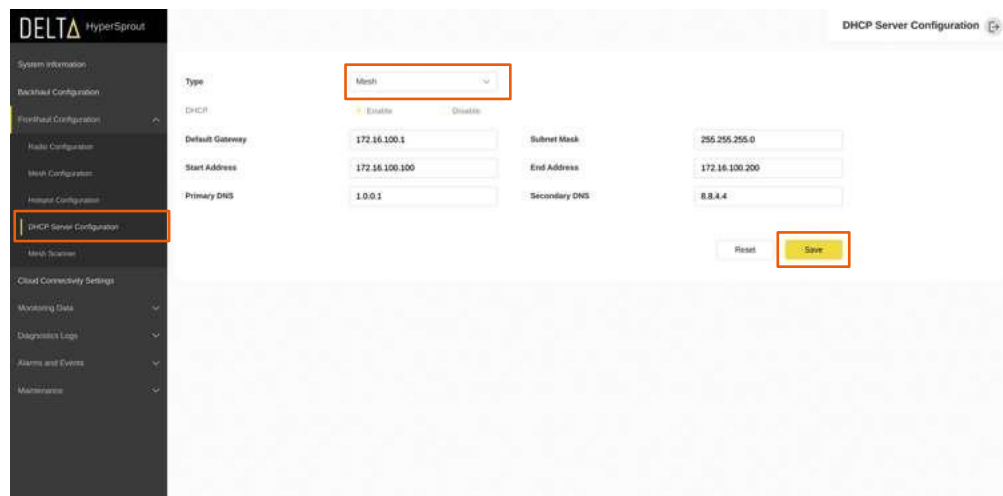 DELTA HyperSprout
DHCP Server Configuration
System Information
Backhaul Configuration
Fronthaul Configuration
Radio Configuration
Mesh Configuration
Hotspot Configuration
DHCP Server Configuration
Mesh Scanner
Cloud Connectivity Settings
Monitoring Data
Diagnostics Logs
Alarms and Events
Maintenance
Type Mesh
DHCP Enable Disable
Default Gateway 172.16.100.1 Subnet Mask 255.255.255.0
Start Address 172.16.100.100 End Address 172.16.100.200
Primary DNS 1.0.0.1 Secondary DNS 8.8.4.4
Reset Save